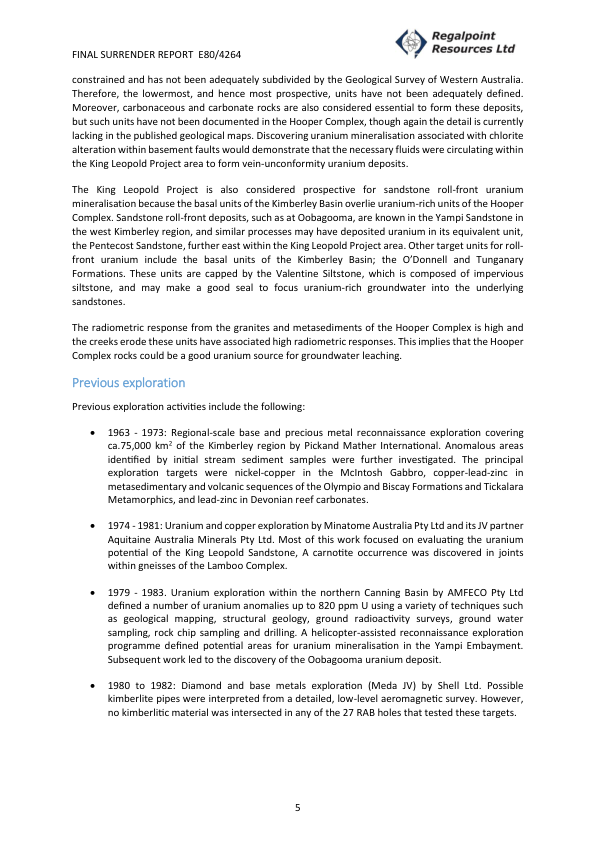 Regalpoint
Resources Ltd
FINAL SURRENDER REPORT  E80/4264
constrained and has not been adequately subdivided by the Geological Survey of Western Australia.
Therefore, the lowermost, and hence most prospective, units have not been adequately defined.
Moreover, carbonaceous and carbonate rocks are also considered essential to form these deposits,
but such units have not been documented in the Hooper Complex, though again the detail is currently
lacking in the published geological maps. Discovering uranium mineralisation associated with chlorite
alteration within basement faults would demonstrate that the necessary fluids were circulating within
the King Leopold Project area to form vein-unconformity uranium deposits.
The King Leopold Project is also considered prospective for sandstone roll-front uranium
mineralisation because the basal units of the Kimberley Basin overlie uranium-rich units of the Hooper
Complex. Sandstone roll-front deposits, such as at Oobagooma, are known in the Yampi Sandstone in
the west Kimberley region, and similar processes may have deposited uranium in its equivalent unit,
the Pentecost Sandstone, further east within the King Leopold Project area. Other target units for roll-
front uranium include the basal units of the Kimberley Basin; the O’Donnell and Tunganary
Formations. These units are capped by the Valentine Siltstone, which is composed of impervious
siltstone, and may make a good seal to focus uranium-rich groundwater into the underlying
sandstones.
The radiometric response from the granites and metasediments of the Hooper Complex is high and
the creeks erode these units have associated high radiometric responses. This implies that the Hooper
Complex rocks could be a good uranium source for groundwater leaching.
Previous exploration
Previous exploration activities include the following:
• 1963 - 1973: Regional-scale base and precious metal reconnaissance exploration covering
ca.75,000 km² of the Kimberley region by Pickand Mather International. Anomalous areas
identified by initial stream sediment samples were further investigated. The principal
exploration targets were nickel-copper in the McIntosh Gabbro, copper-lead-zinc in
metasedimentary and volcanic sequences of the Olympio and Biscay Formations and Tickalara
Metamorphics, and lead-zinc in Devonian reef carbonates.
• 1974 - 1981: Uranium and copper exploration by Minatome Australia Pty Ltd and its JV partner
Aquitaine Australia Minerals Pty Ltd. Most of this work focused on evaluating the uranium
potential of the King Leopold Sandstone, A carnotite occurrence was discovered in joints
within gneisses of the Lamboo Complex.
• 1979 - 1983. Uranium exploration within the northern Canning Basin by AMFECO Pty Ltd
defined a number of uranium anomalies up to 820 ppm U using a variety of techniques such
as geological mapping, structural geology, ground radioactivity surveys, ground water
sampling, rock chip sampling and drilling. A helicopter-assisted reconnaissance exploration
programme defined potential areas for uranium mineralisation in the Yampi Embayment.
Subsequent work led to the discovery of the Oobagooma uranium deposit.
• 1980 to 1982: Diamond and base metals exploration (Meda JV) by Shell Ltd. Possible
kimberlite pipes were interpreted from a detailed, low-level aeromagnetic survey. However,
no kimberlitic material was intersected in any of the 27 RAB holes that tested these targets.
5